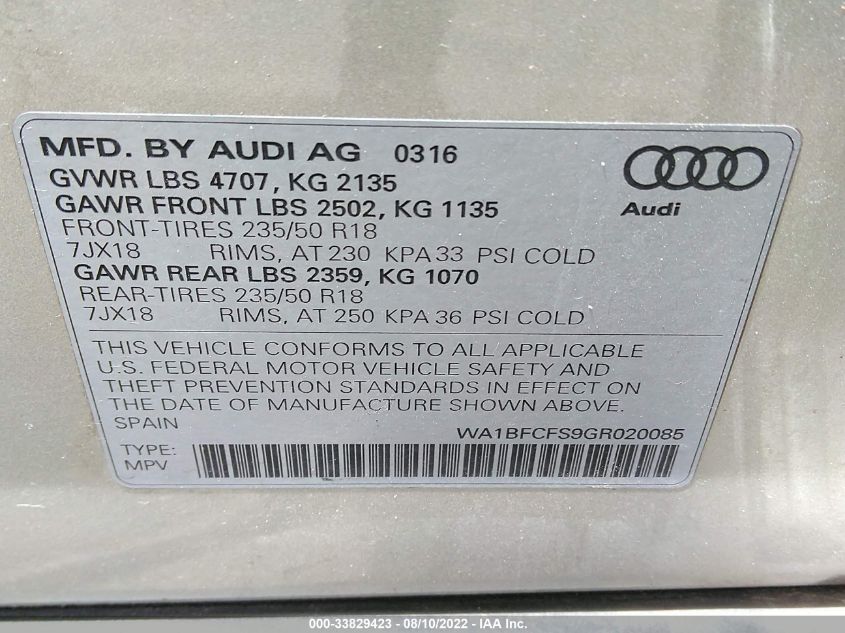 MFD. BY AUDI AG 0316
GVWR LBS 4707, KG 2135
GAWR FRONT LBS 2502, KG 1135
FRONT-TIRES 235/50 R18
7JX18 RIMS, AT 230 KPA 33 PSI COLD
GAWR REAR LBS 2359, KG 1070
REAR-TIRES 235/50 R18
7JX18 RIMS, AT 250 KPA 36 PSI COLD
Audi
THIS VEHICLE CONFORMS TO ALL APPLICABLE
U.S. FEDERAL MOTOR VEHICLE SAFETY AND
THEFT PREVENTION STANDARDS IN EFFECT ON
THE DATE OF MANUFACTURE SHOWN ABOVE.
SPAIN
WA1BFCFS9GR020085
TYPE:
MPV
000-33829423 - 08/10/2022 - IAA Inc.